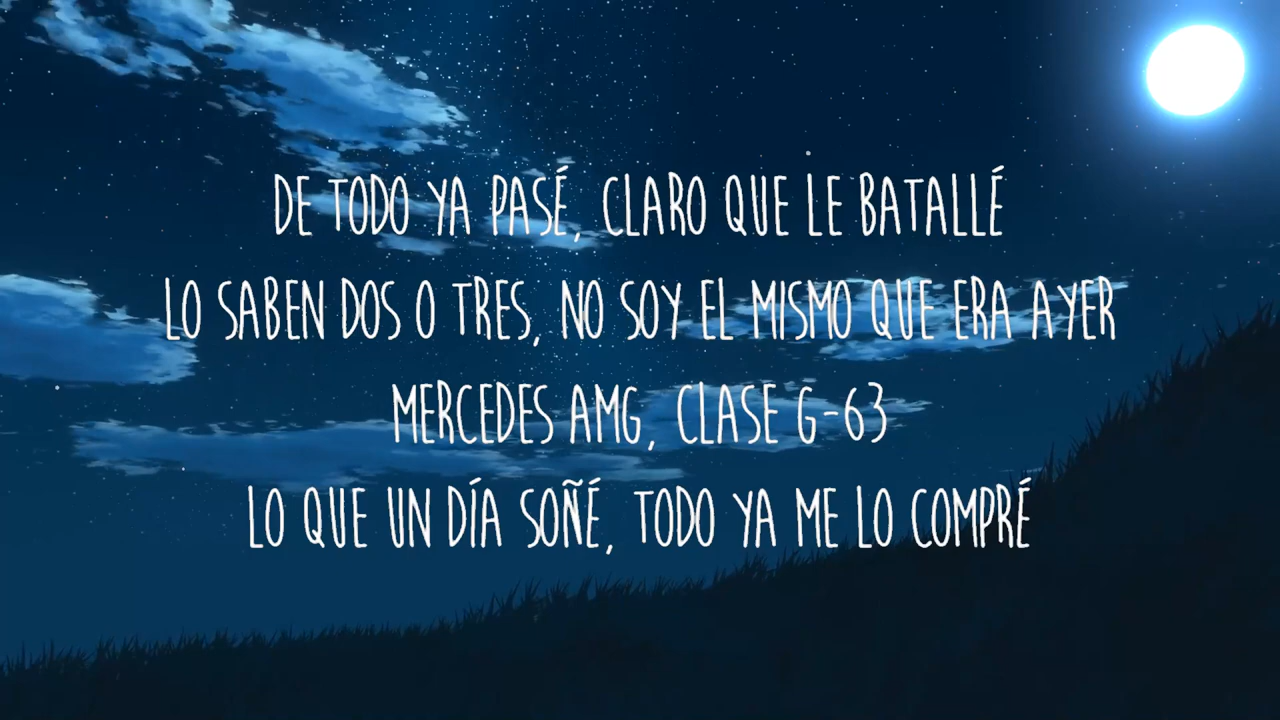 DE TODO YA PASÉ, CLARO QUE LE BATALLÉ
LO SABEN DOS O TRES, NO SOY EL MISMO QUE ERA AYER
MERCEDES AMG, CLASE G-63
LO QUE UN DÍA SOÑÉ, TODO YA ME LO COMPRÉ